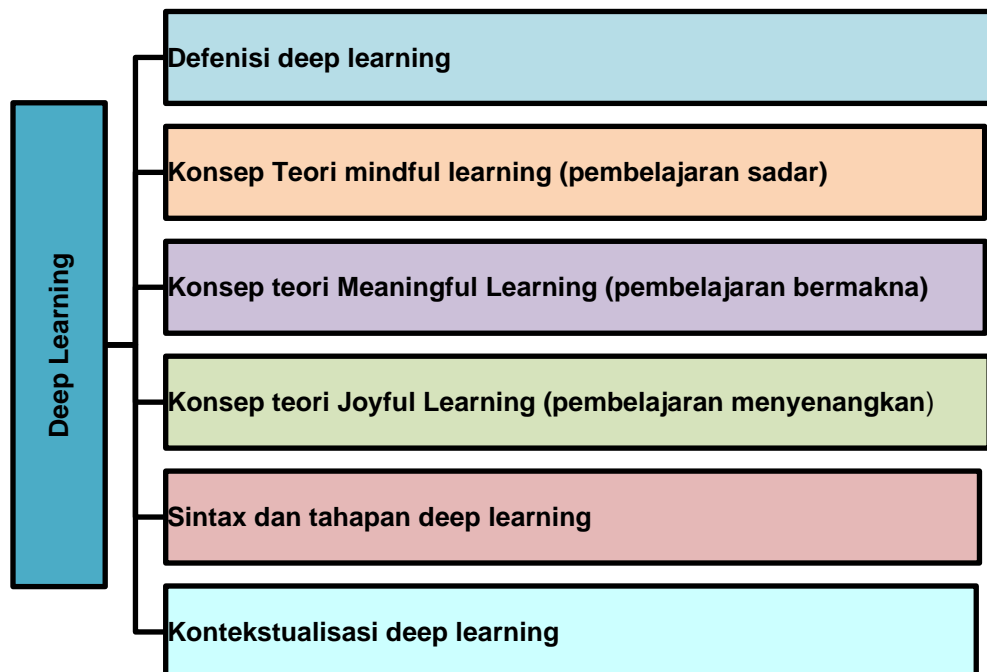 Deep Learning
Defenisi deep learning
Konsep Teori mindful learning (pembelajaran sadar)
Konsep teori Meaningful Learning (pembelajaran bermakna)
Konsep teori Joyful Learning (pembelajaran menyenangkan)
Sintax dan tahapan deep learning
Kontekstualisasi deep learning